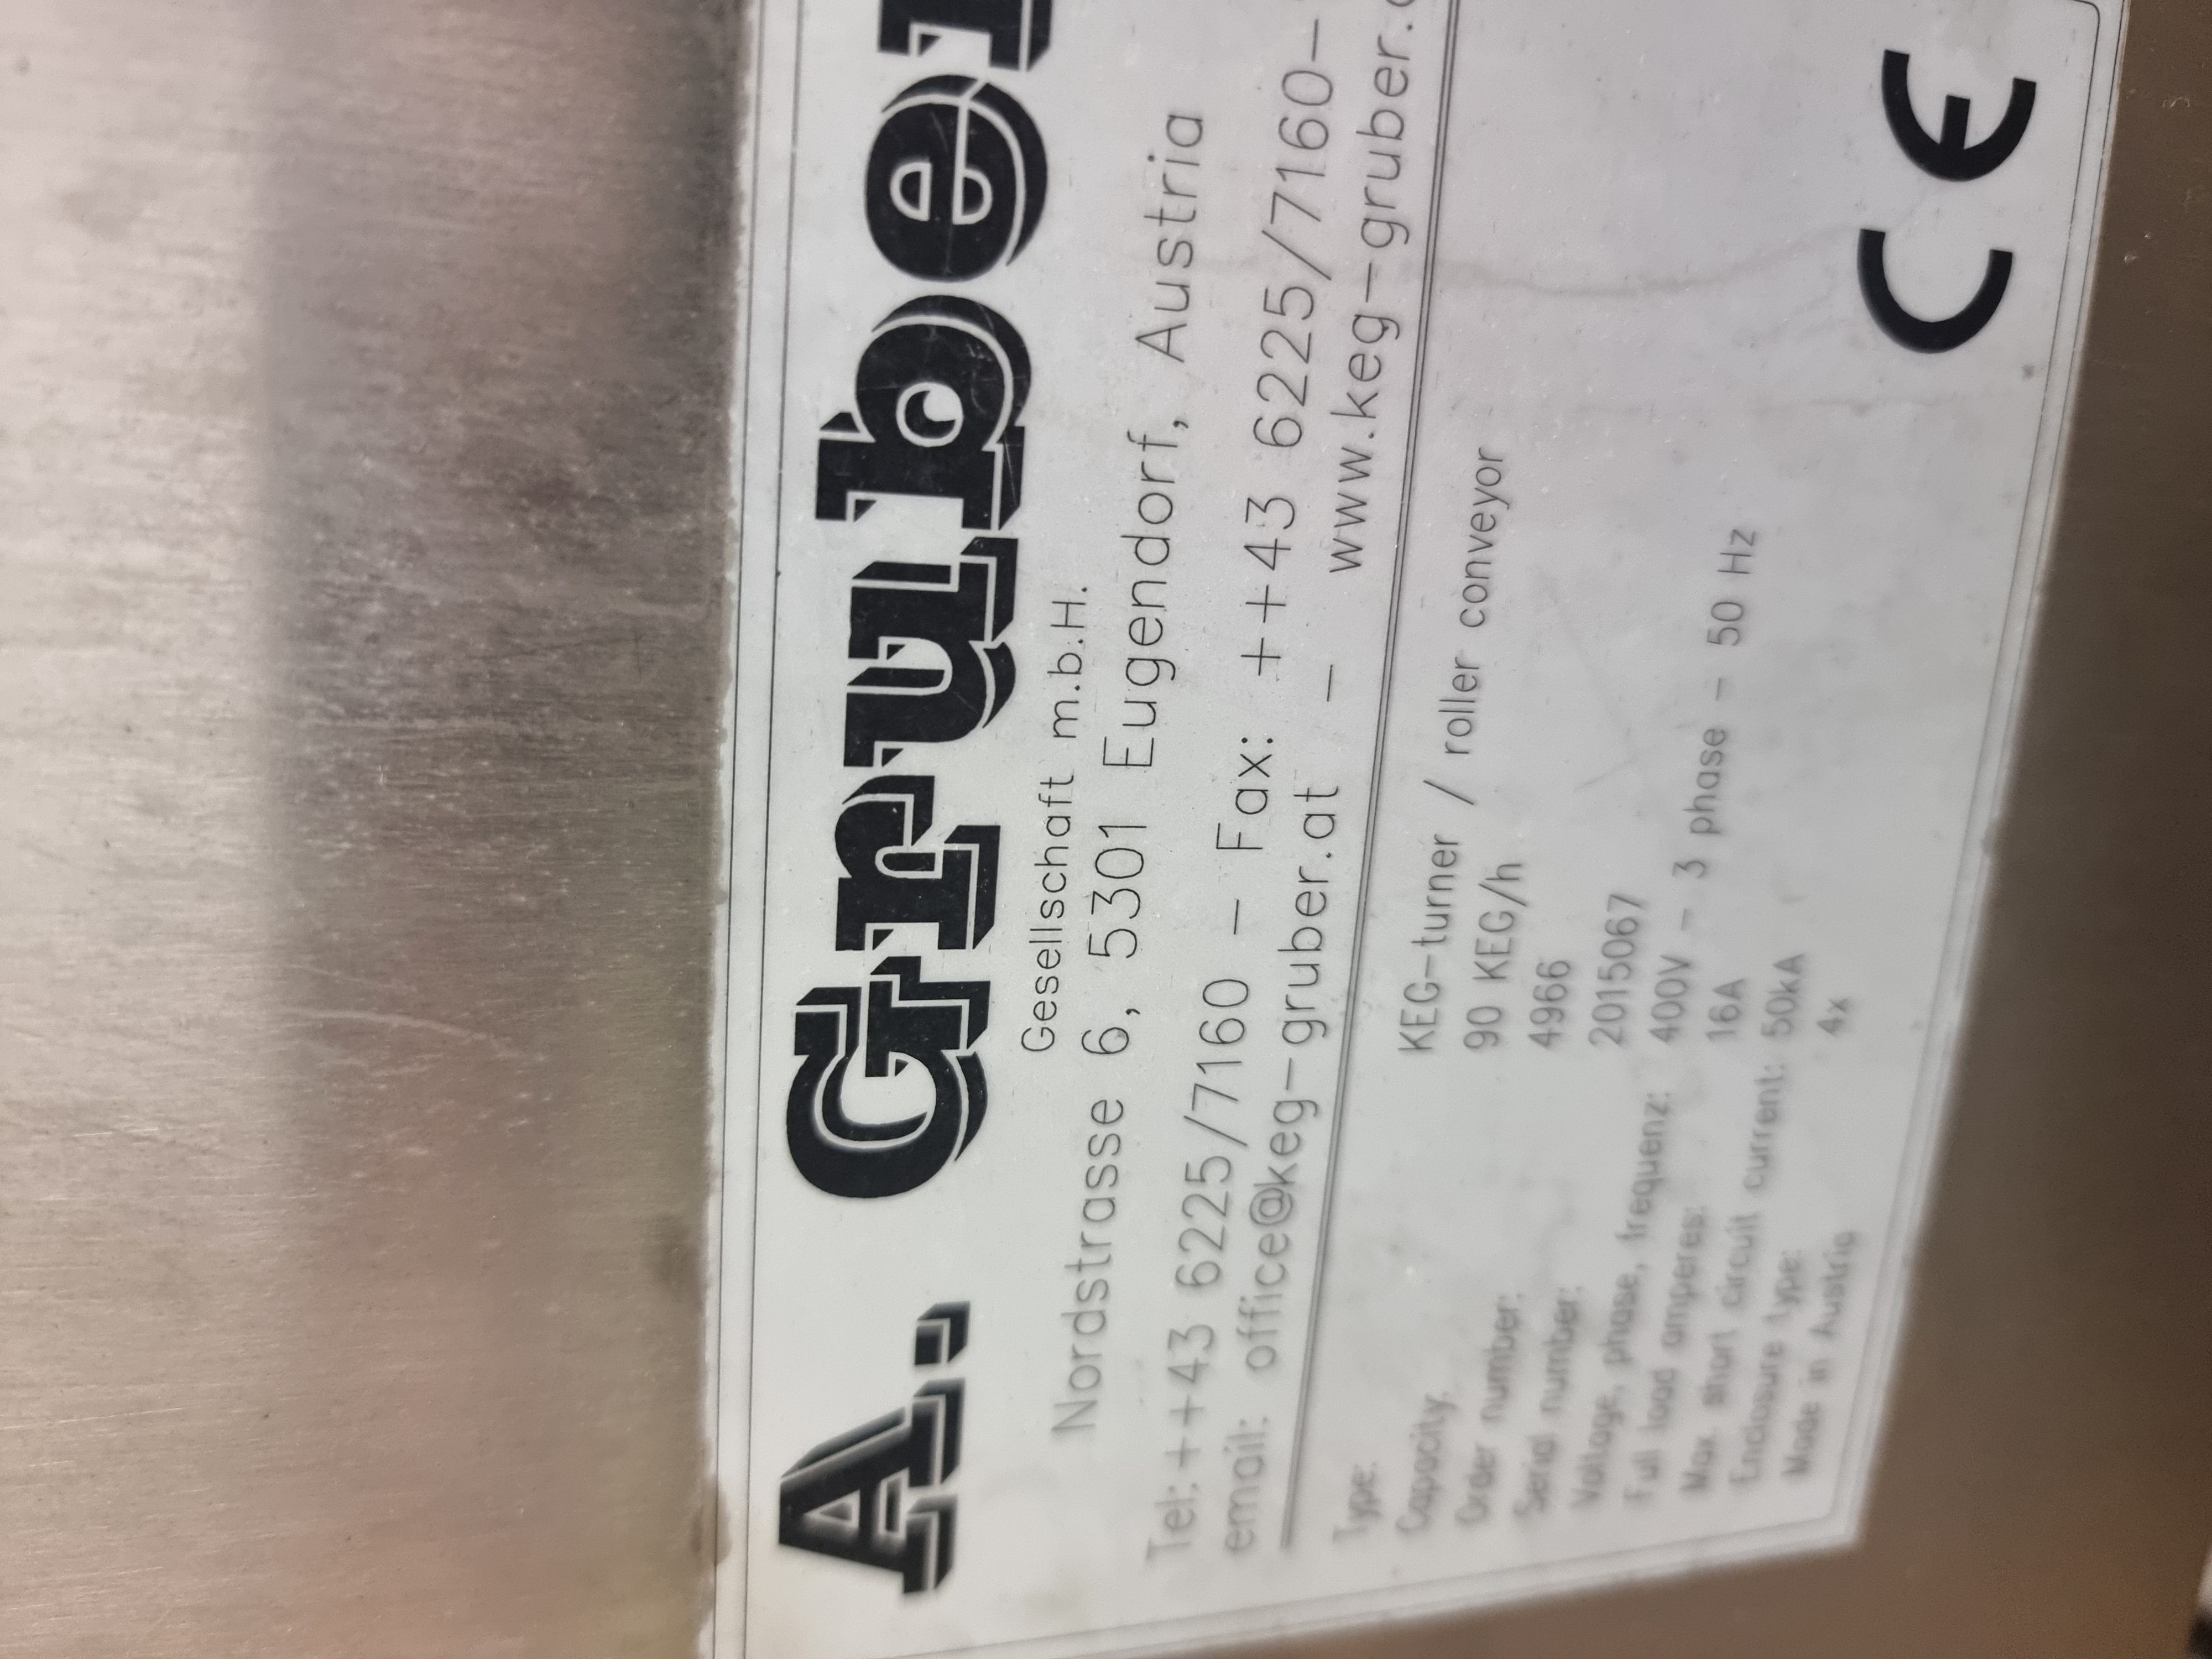 A. Gruber
Gesellschaft m.b.H.
Nordstrasse 6, 5301 Eugendorf, Austria
Tel:++43 6225/7160 - Fax: ++43 6225/7160-
email: office@keg-gruber.at - www.keg-gruber.
Type: KEG-turner / roller conveyor
Capacity: 90 KEG/h
Order number: 4966
Serial number: 2015067
Voltage, phase, frequenz: 400V - 3 phase - 50 Hz
Full load amperes: 16A
Max. short circuit current: 50kA
Enclosure type: 4x
Made in Austria
CE